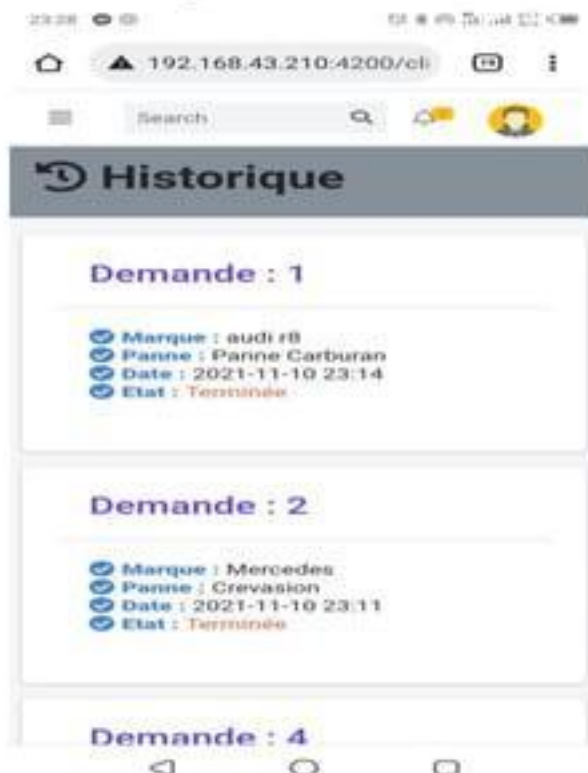 23:28
192.168.43.210:4200/cli
Search
Historique
Demande : 1
Marque : audi r8
Panne : Panne Carburan
Date : 2021-11-10 23:14
Etat : Terminée
Demande : 2
Marque : Mercedes
Panne : Crevasion
Date : 2021-11-10 23:11
Etat : Terminée
Demande : 4